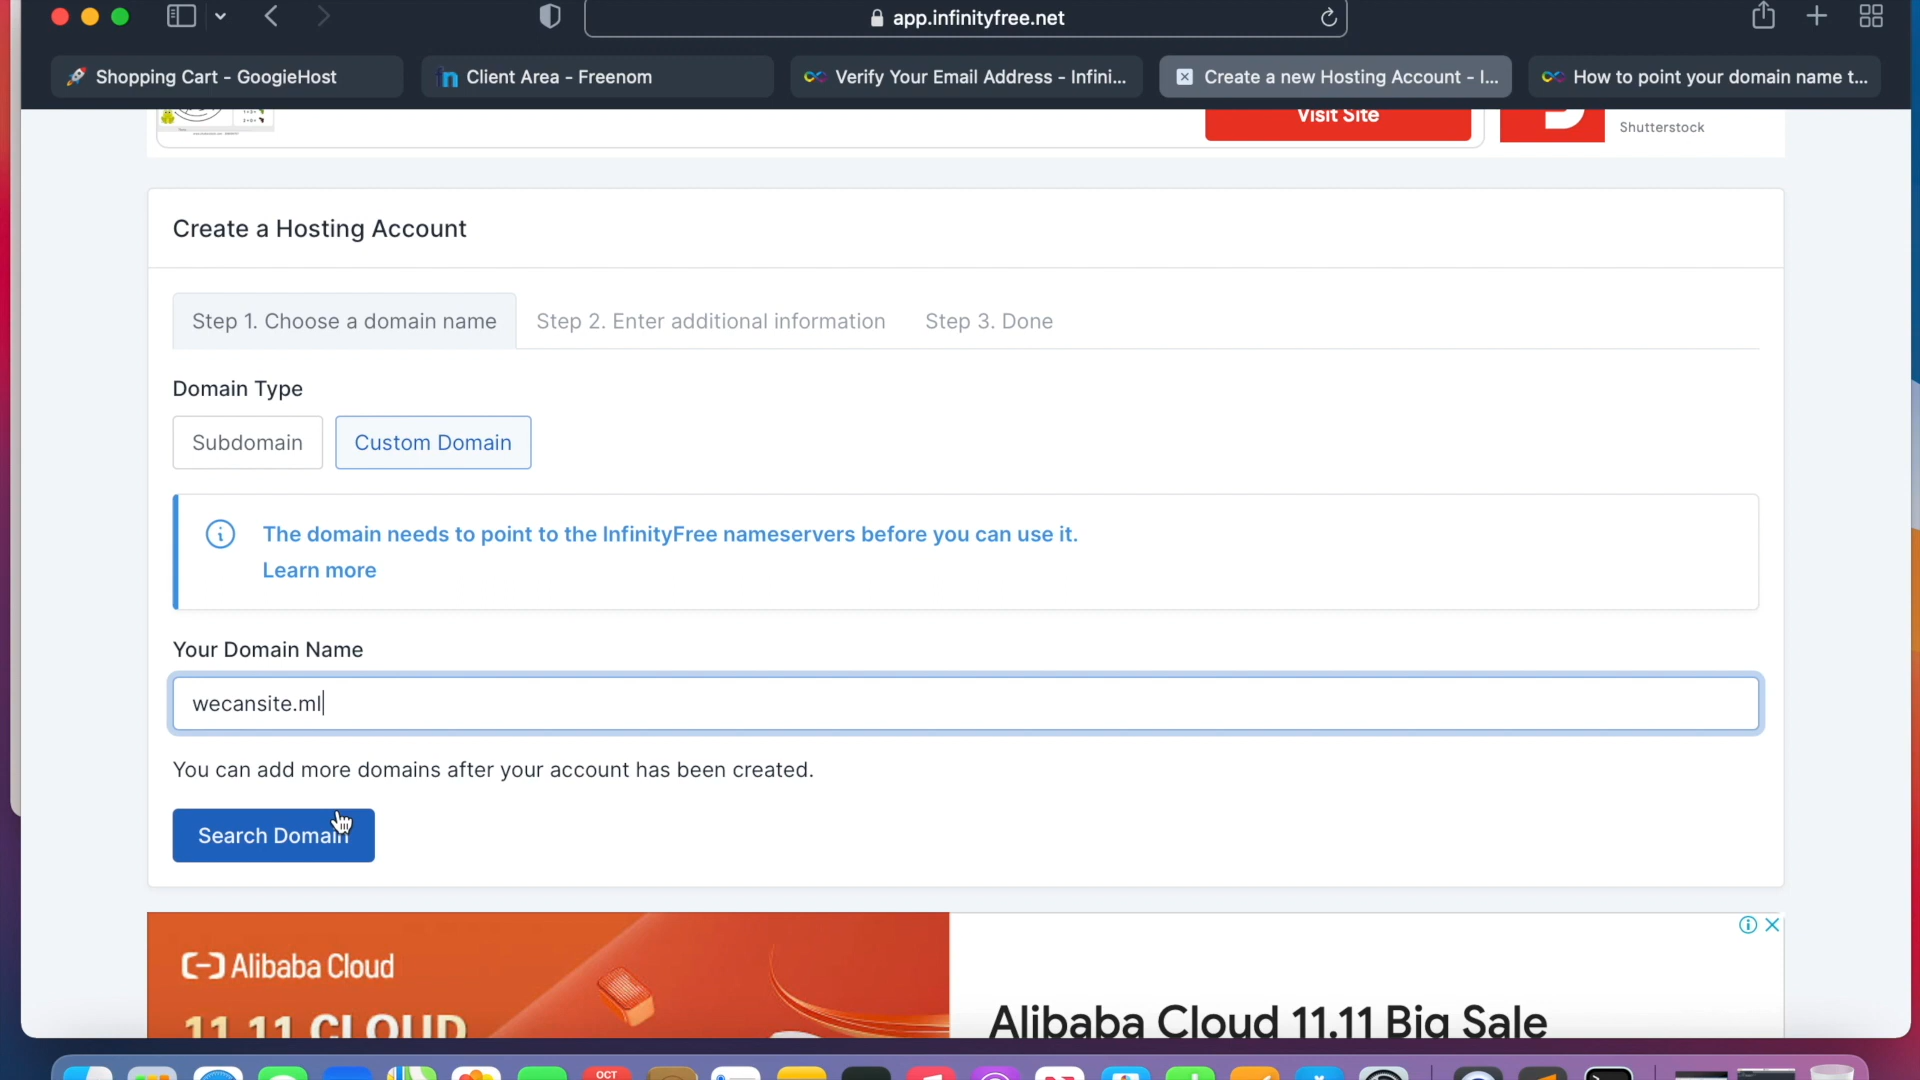 app.infinityfree.net
Shopping Cart - GoogieHost
Client Area - Freenom
Verify Your Email Address - Infini...
Create a new Hosting Account - I...
How to point your domain name t...
Visit Site
Shutterstock
Create a Hosting Account
Step 1. Choose a domain name
Step 2. Enter additional information
Step 3. Done
Domain Type
Subdomain
Custom Domain
The domain needs to point to the InfinityFree nameservers before you can use it.
Learn more
Your Domain Name
wecansite.ml
You can add more domains after your account has been created.
Search Domain
Alibaba Cloud
11.11 CLOUD
Alibaba Cloud 11.11 Big Sale
OCT